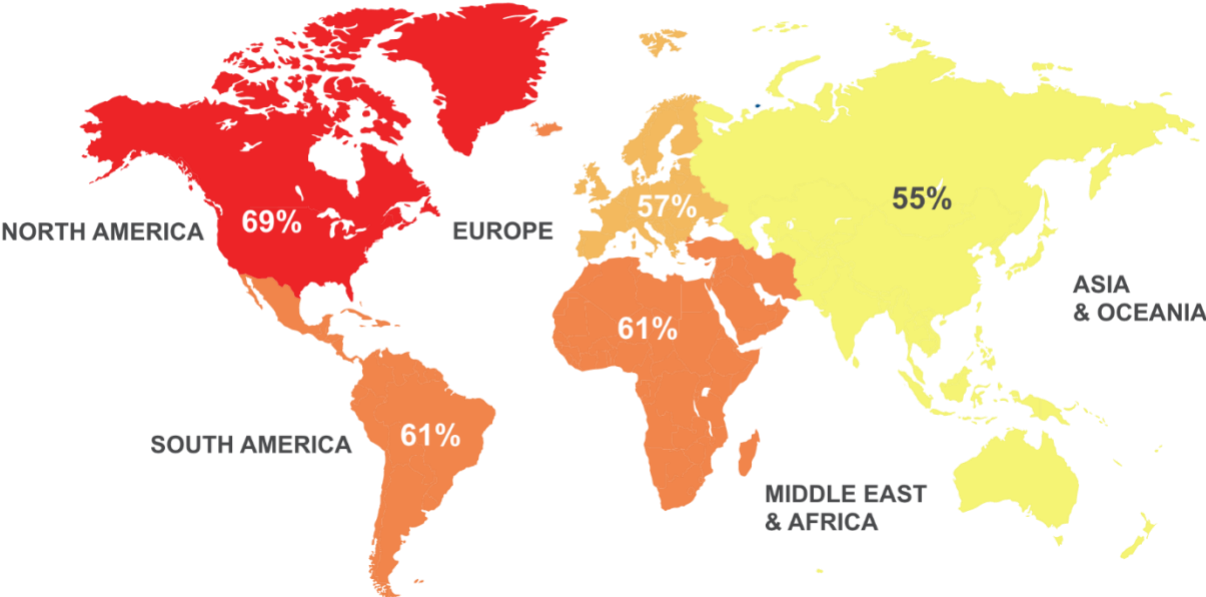 55%
57%
69%
NORTH AMERICA
EUROPE
ASIA
& OCEANIA
61%
61%
SOUTH AMERICA
MIDDLE EAST
& AFRICA